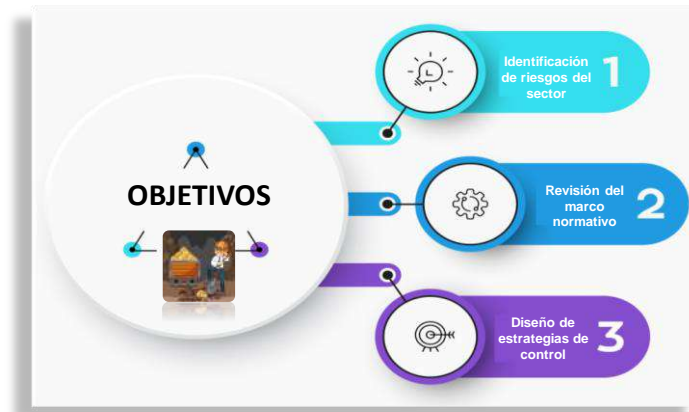 OBJETIVOS
Identificación
de riesgos del
sector
1
Revisión del
marco
normativo
2
Diseño de
estrategias de
control
3